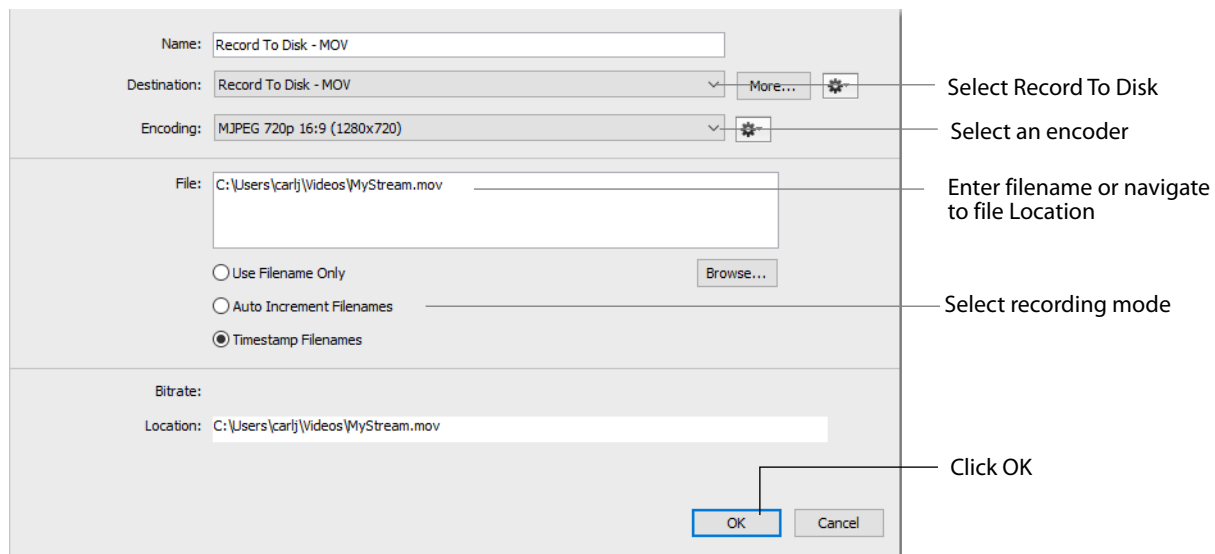 Name: Record To Disk - MOV
Destination: Record To Disk - MOV More... Select Record To Disk
Encoding: MJPEG 720p 16:9 (1280x720) Select an encoder
File: C:\Users\carlj\Videos\MyStream.mov Enter filename or navigate
to file Location
Use Filename Only Browse...
Auto Increment Filenames Select recording mode
Timestamp Filenames
Bitrate:
Location: C:\Users\carlj\Videos\MyStream.mov
Click OK
OK Cancel